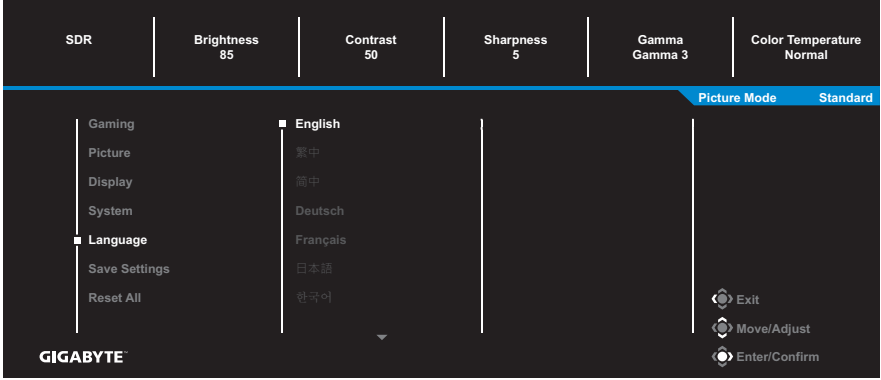 SDR
Brightness
85
Contrast
50
Sharpness
5
Gamma
Gamma 3
Color Temperature
Normal
Picture Mode Standard
Gaming
Picture
Display
System
Language
Save Settings
Reset All
English
繁中
简中
Deutsch
Français
日本語
한국어
Exit
Move/Adjust
Enter/Confirm
GIGABYTE™